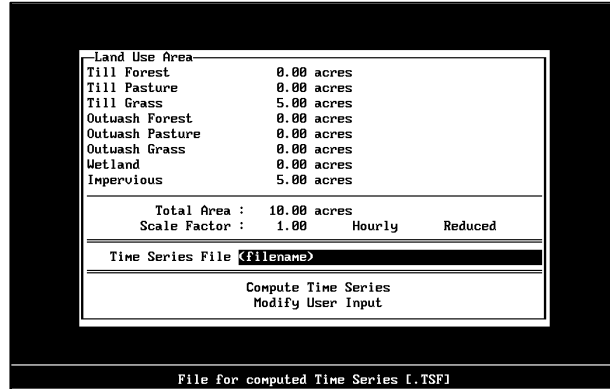 Land Use Area
Till Forest 0.00 acres
Till Pasture 0.00 acres
Till Grass 5.00 acres
Outwash Forest 0.00 acres
Outwash Pasture 0.00 acres
Outwash Grass 0.00 acres
Wetland 0.00 acres
Impervious 5.00 acres
Total Area : 10.00 acres
Scale Factor : 1.00 Hourly Reduced
Time Series File (filename)
Compute Time Series
Modify User Input
File for computed Time Series [.TSF]